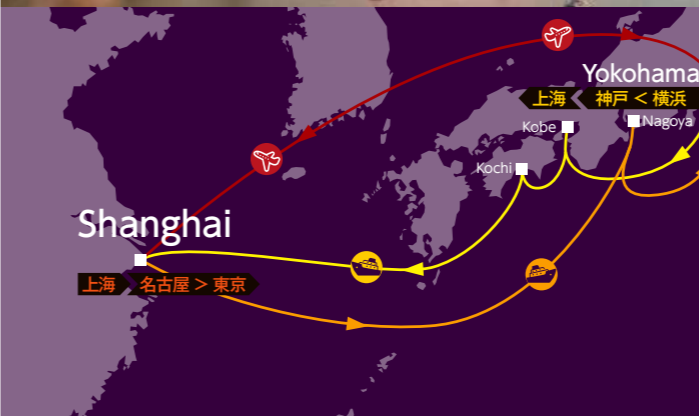 Yokohama
上海 神戸 < 横浜
Kobe
Nagoya
Kochi
Shanghai
上海 名古屋 > 東京